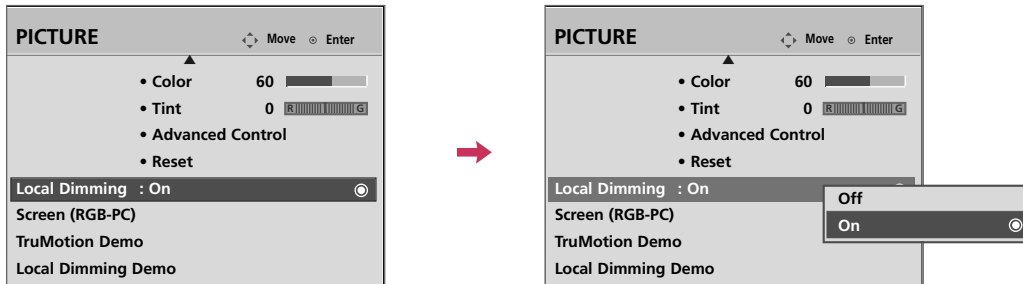 PICTURE Move Enter
• Color 60
• Tint 0 R G
• Advanced Control
• Reset
Local Dimming : On
Screen (RGB-PC)
TruMotion Demo
Local Dimming Demo
PICTURE Move Enter
• Color 60
• Tint 0 R G
• Advanced Control
• Reset
Local Dimming : On
Screen (RGB-PC)
TruMotion Demo
Local Dimming Demo
Off
On